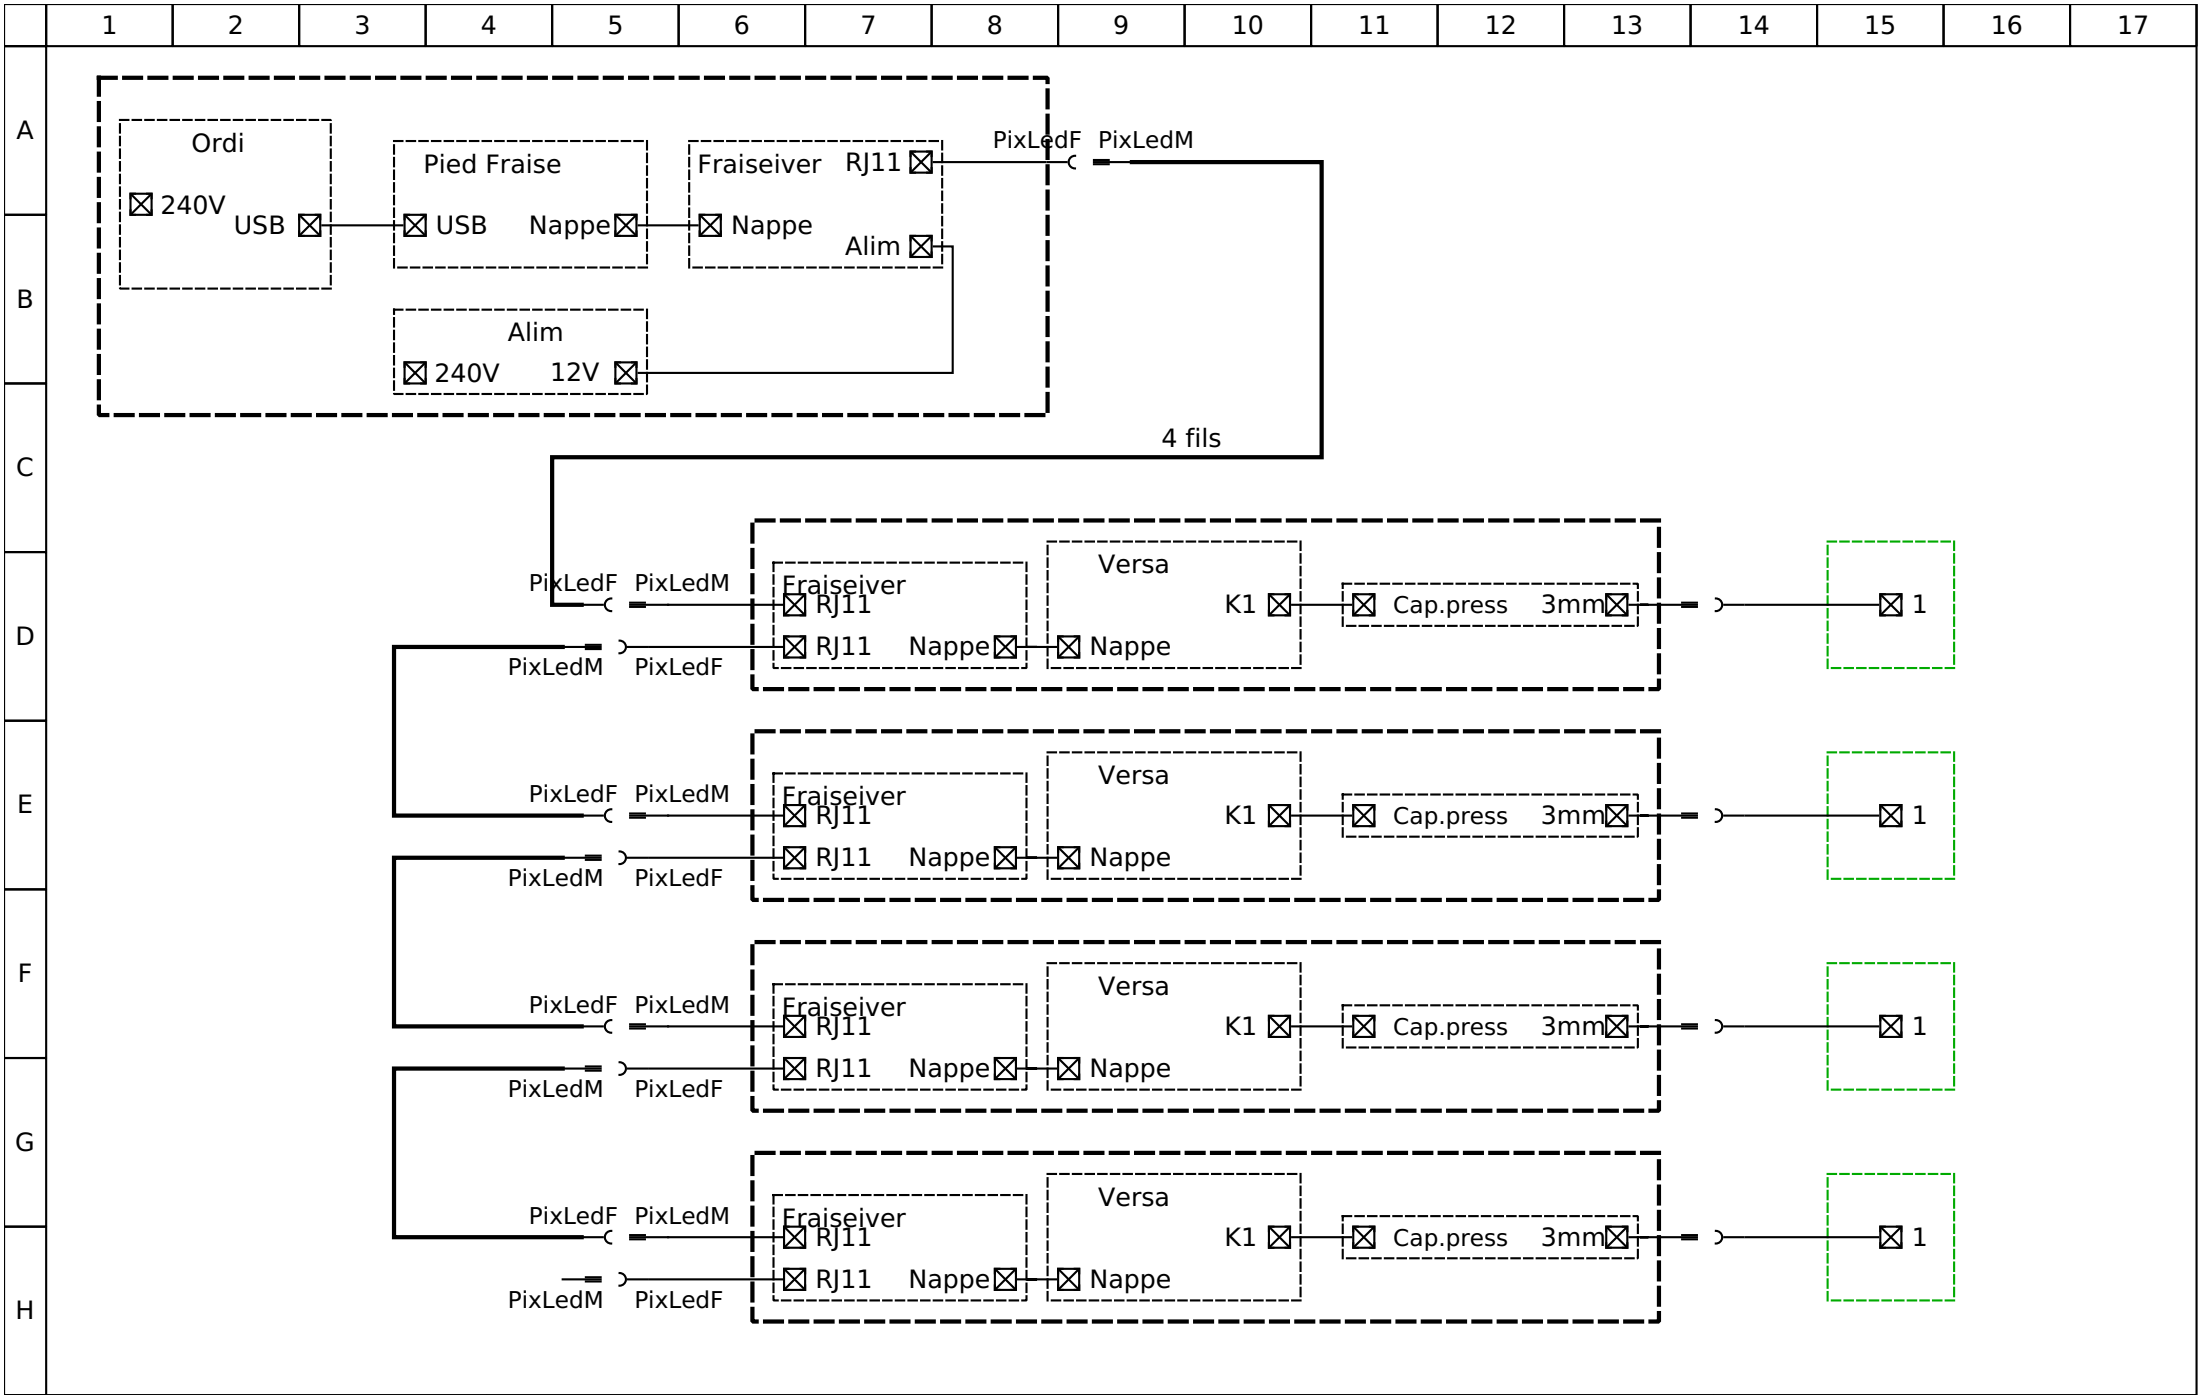 1 2 3 4 5 6 7 8 9 10 11 12 13 14 15 16 17
A
Ordi
Pied Fraise
Fraiseiver RJ11
PixLedF PixLedM
240V
USB
USB Nappe
Nappe
Alim
B
Alim
240V 12V
C
4 fils
D
PixLedF PixLedM
Fraiseiver
RJ11
Versa
K1
Cap.press 3mm
1
PixLedM PixLedF
RJ11 Nappe
Nappe
E
PixLedF PixLedM
Fraiseiver
RJ11
Versa
K1
Cap.press 3mm
1
PixLedM PixLedF
RJ11 Nappe
Nappe
F
PixLedF PixLedM
Fraiseiver
RJ11
Versa
K1
Cap.press 3mm
1
PixLedM PixLedF
RJ11 Nappe
Nappe
G
PixLedF PixLedM
Fraiseiver
RJ11
Versa
K1
Cap.press 3mm
1
PixLedM PixLedF
RJ11 Nappe
Nappe
H